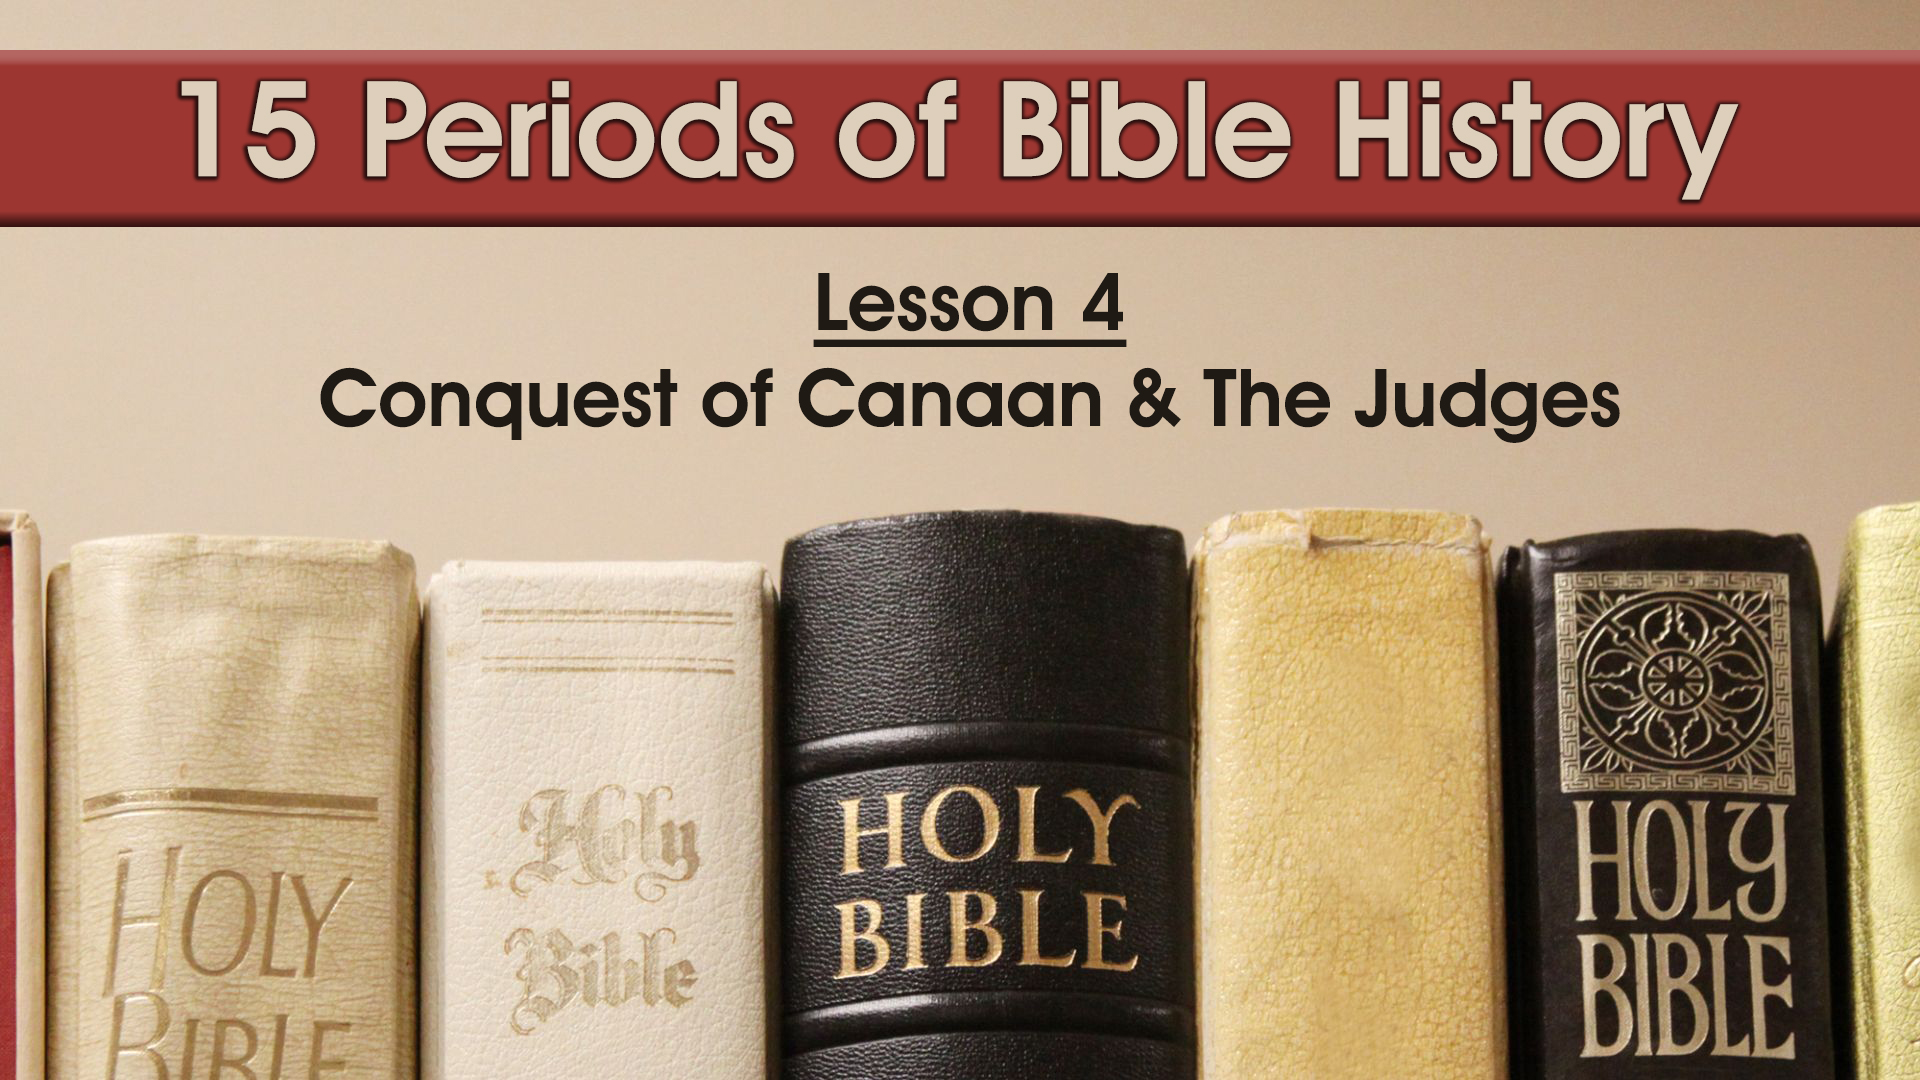 15 Periods of Bible History
Lesson 4
Conquest of Canaan & The Judges
HOLY
BIBLE
Holy
Bible
HOLY
BIBLE
HOLY
BIBLE